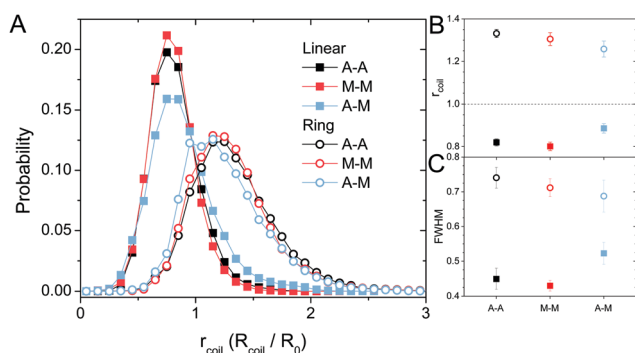 A
0.20
0.15
0.10
0.05
0.00
Probability
0
1
2
3
r_coil (R_coil / R_0)
Linear
A-A
M-M
A-M
Ring
A-A
M-M
A-M
B
1.4
1.2
1.0
0.8
r_coil
C
0.8
0.7
0.6
0.5
0.4
FWHM
A-A
M-M
A-M